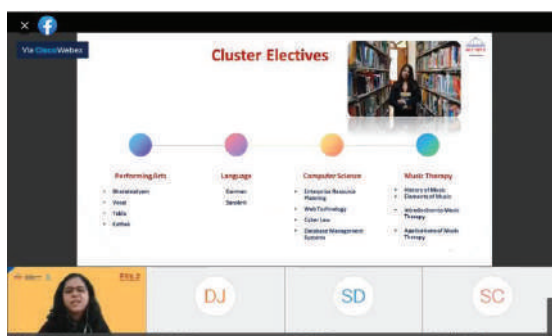 Via Cisco Webex
Cluster Electives
Performing Arts
Bharatnatyam
Vocal
Tabla
Kathak
Language
German
Sanskrit
Computer Science
Enterprise Resource
Planning
Web Technology
Cyber Law
Database Management
Systems
Music Therapy
History of Music
Elements of Music
Introduction to Music
Therapy
Applications of Music
Therapy
DJ
SD
SC